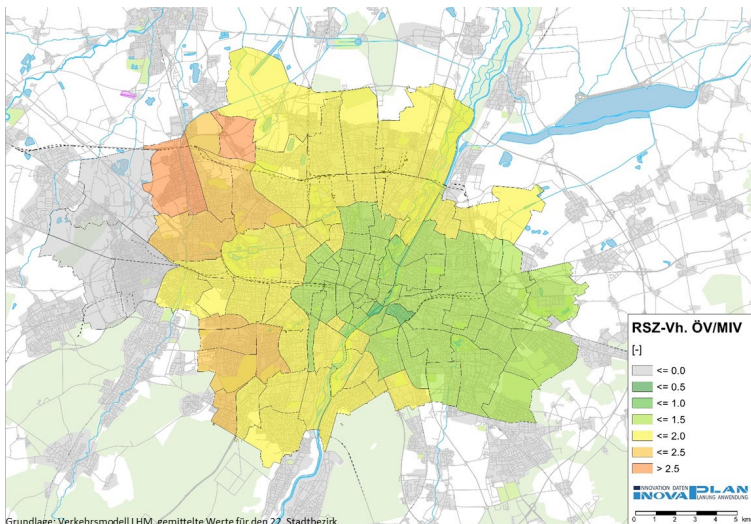 RSZ-Vh. ÖV/MIV
[-]
<= 0.0
<= 0.5
<= 1.0
<= 1.5
<= 2.0
<= 2.5
> 2.5
INNOVATION DATEN
PLANUNG ANWENDUNG
INOVAPLAN
0 1 2 3 4 5 km
Grundlage: Verkehrsmodell LHM, gemittelte Werte für den 22. Stadtbezirk